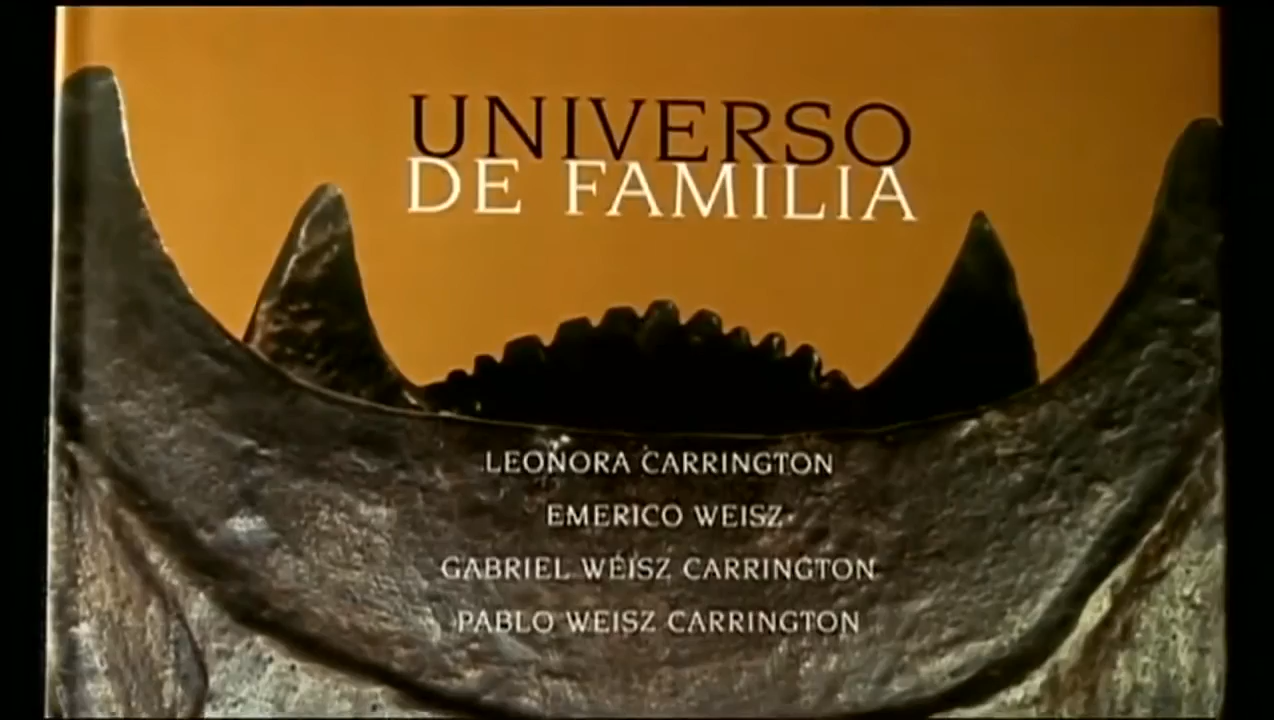 UNIVERSO
DE FAMILIA
LEONORA CARRINGTON
EMERICO WEISZ
GABRIEL WEISZ CARRINGTON
PABLO WEISZ CARRINGTON